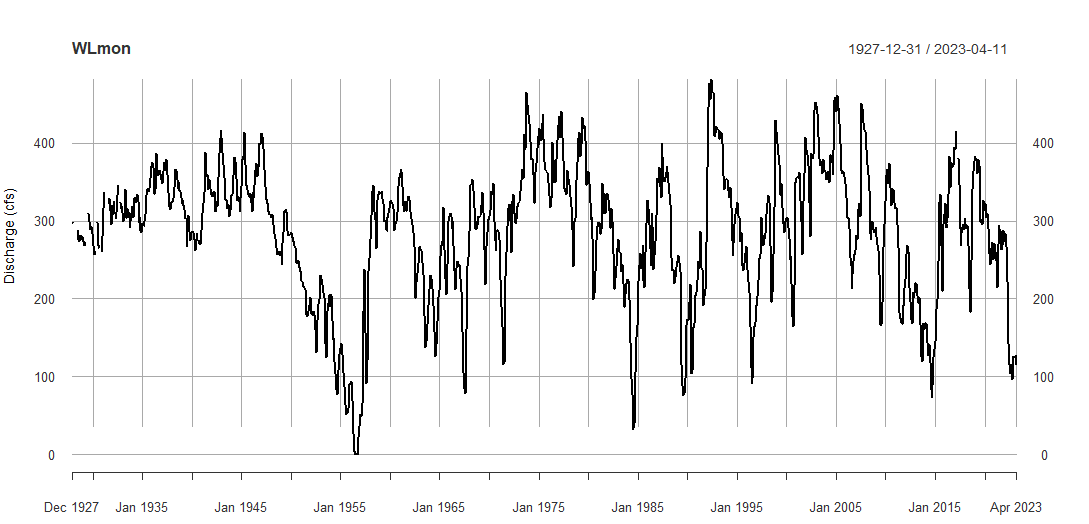 WLmon 1927-12-31 / 2023-04-11
Discharge (cfs)
400 400
300 300
200 200
100 100
0 0
Dec 1927 Jan 1935 Jan 1945 Jan 1955 Jan 1965 Jan 1975 Jan 1985 Jan 1995 Jan 2005 Jan 2015 Apr 2023